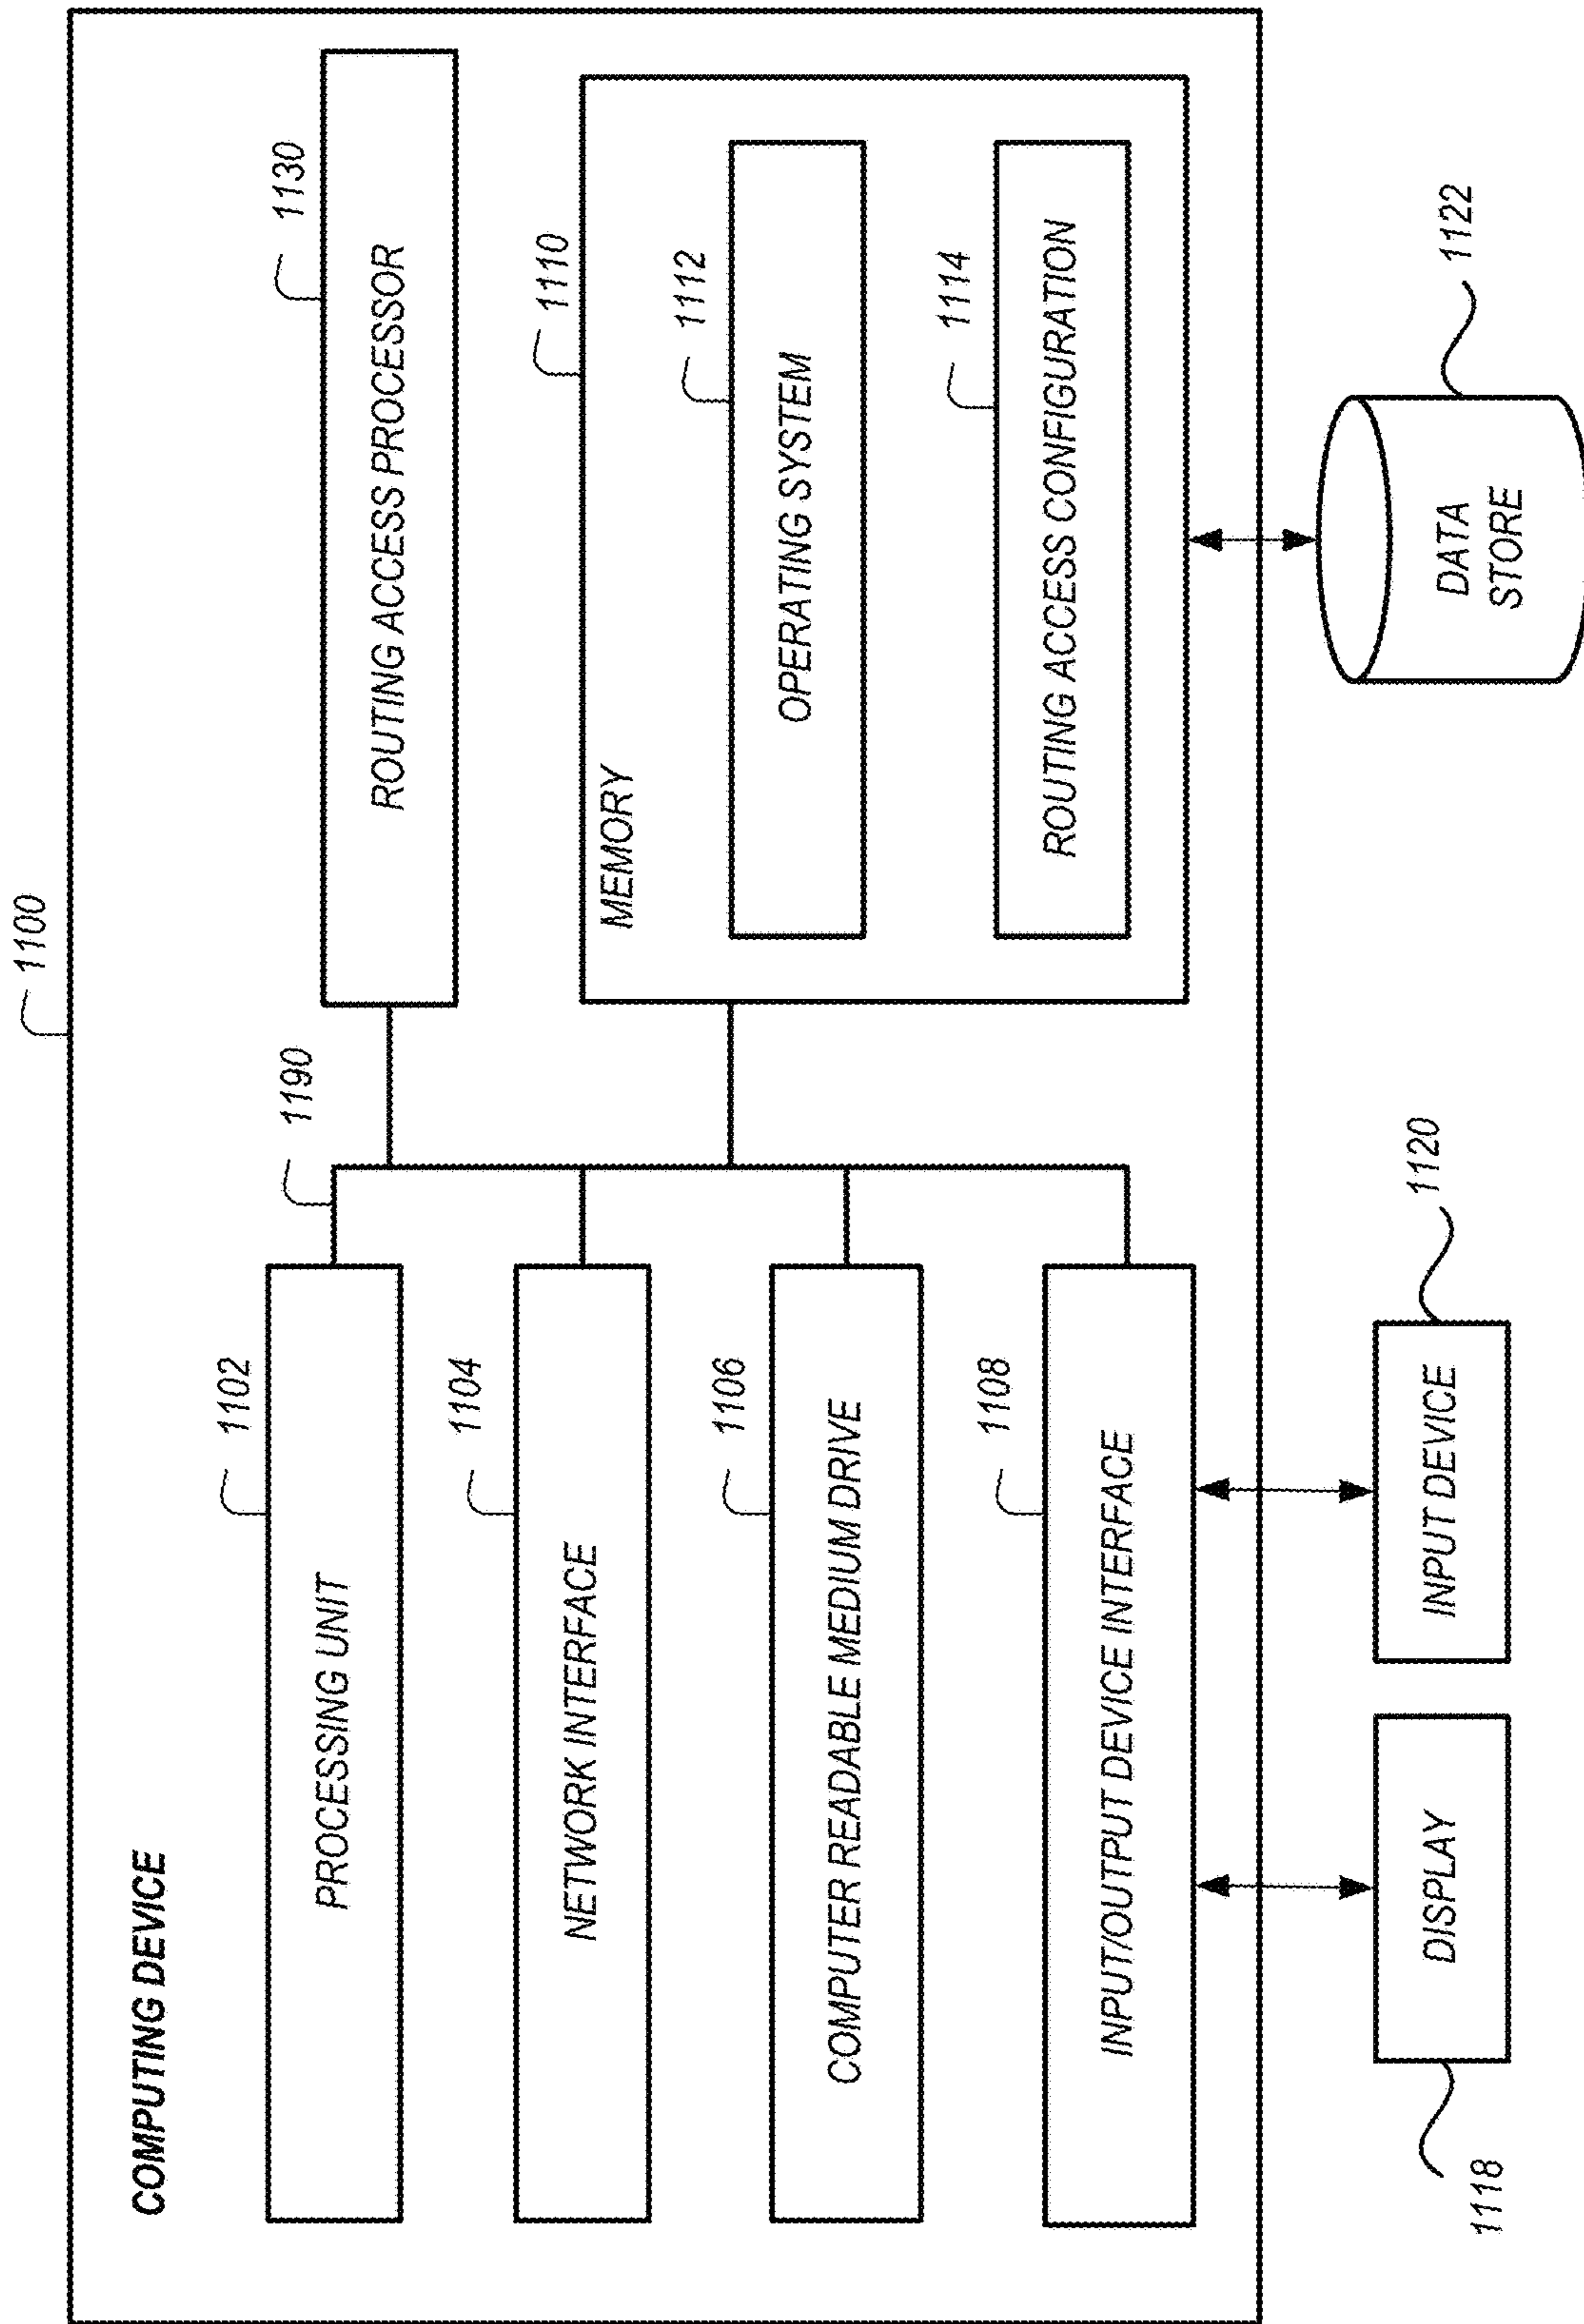 1100
COMPUTING DEVICE
1102
PROCESSING UNIT
1104
NETWORK INTERFACE
1106
COMPUTER READABLE MEDIUM DRIVE
1108
INPUT/OUTPUT DEVICE INTERFACE
1190
1130
ROUTING ACCESS PROCESSOR
1110
MEMORY
1112
OPERATING SYSTEM
1114
ROUTING ACCESS CONFIGURATION
1118
DISPLAY
INPUT DEVICE
1120
DATA
STORE
1122